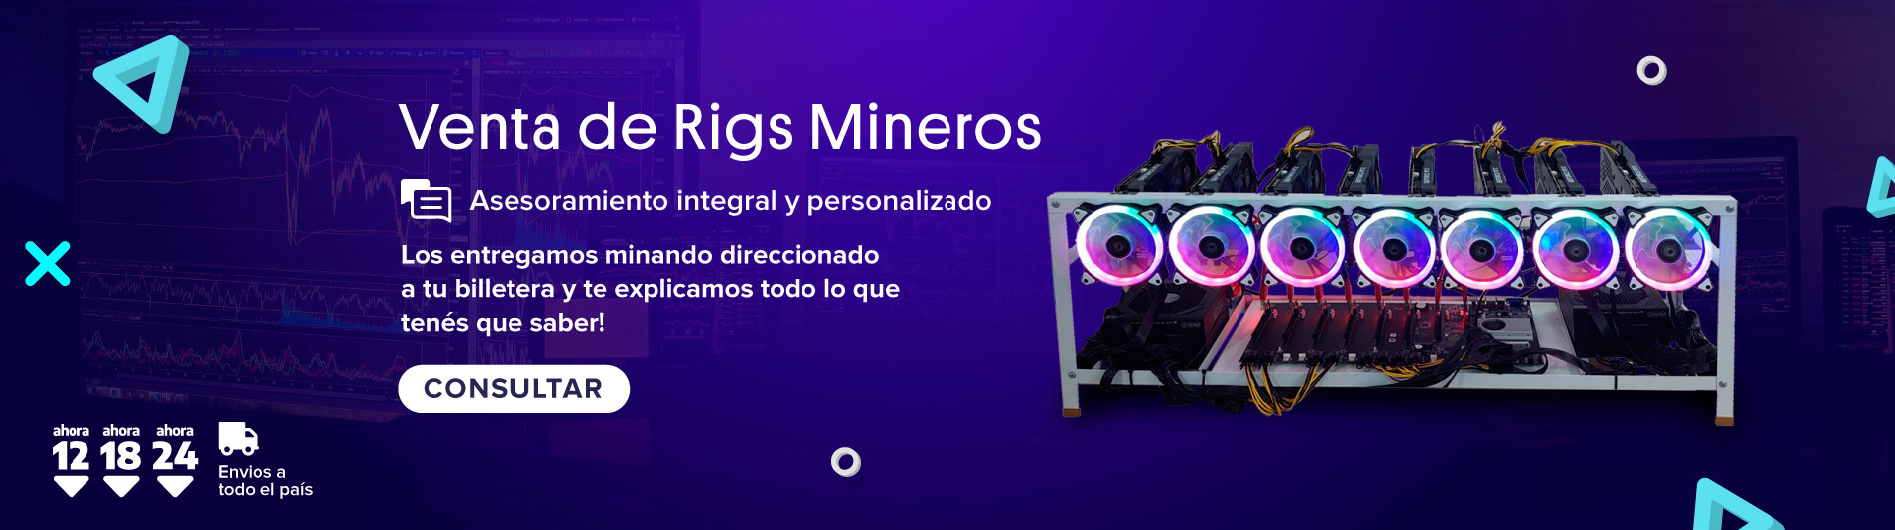 Venta de Rigs Mineros
Asesoramiento integral y personalizado
Los entregamos minando direccionado
a tu billetera y te explicamos todo lo que
tenés que saber!
CONSULTAR
ahora 12
ahora 18
ahora 24
Envios a
todo el país